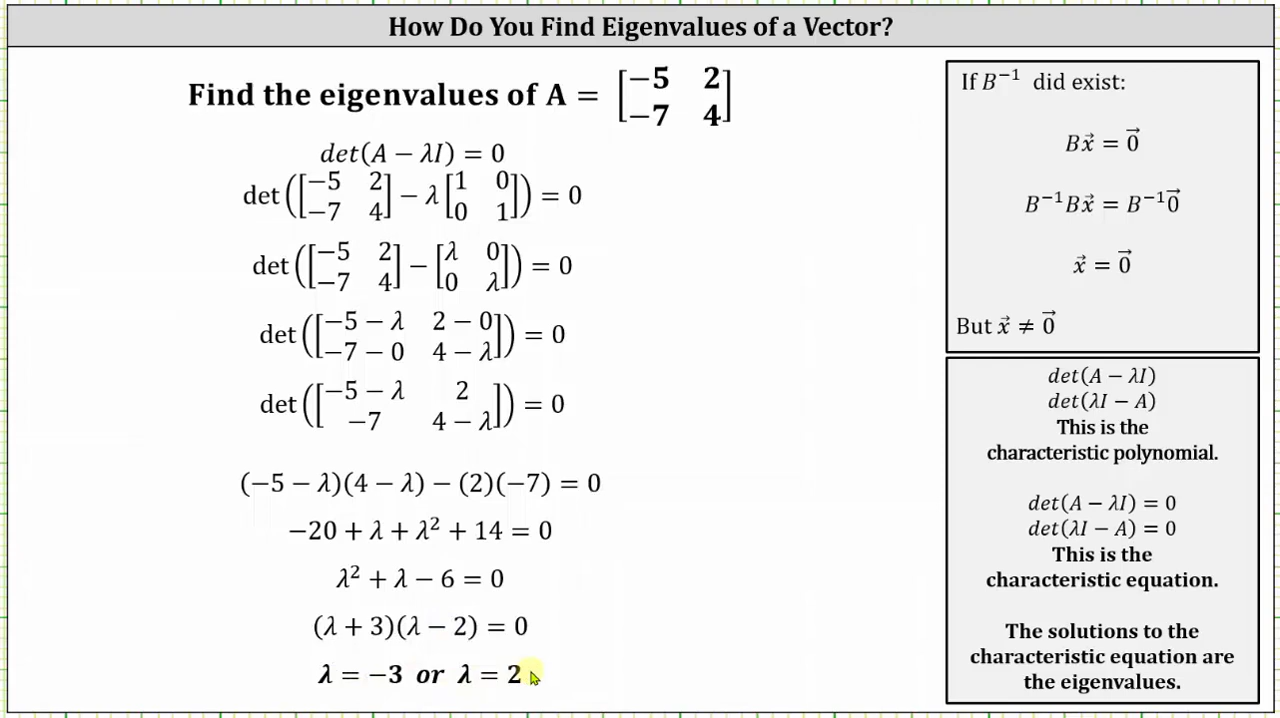 How Do You Find Eigenvalues of a Vector?
Find the eigenvalues of A = [−5 2; −7 4]
det(A − λI) = 0
det([−5 2; −7 4] − λ[1 0; 0 1]) = 0
det([−5 2; −7 4] − [λ 0; 0 λ]) = 0
det([−5 − λ 2 − 0; −7 − 0 4 − λ]) = 0
det([−5 − λ 2; −7 4 − λ]) = 0
(−5 − λ)(4 − λ) − (2)(−7) = 0
−20 + λ + λ² + 14 = 0
λ² + λ − 6 = 0
(λ + 3)(λ − 2) = 0
λ = −3 or λ = 2
If B⁻¹ did exist:
Bx⃗ = 0⃗
B⁻¹Bx⃗ = B⁻¹0⃗
x⃗ = 0⃗
But x⃗ ≠ 0⃗
det(A − λI)
det(λI − A)
This is the
characteristic polynomial.
det(A − λI) = 0
det(λI − A) = 0
This is the
characteristic equation.
The solutions to the
characteristic equation are
the eigenvalues.